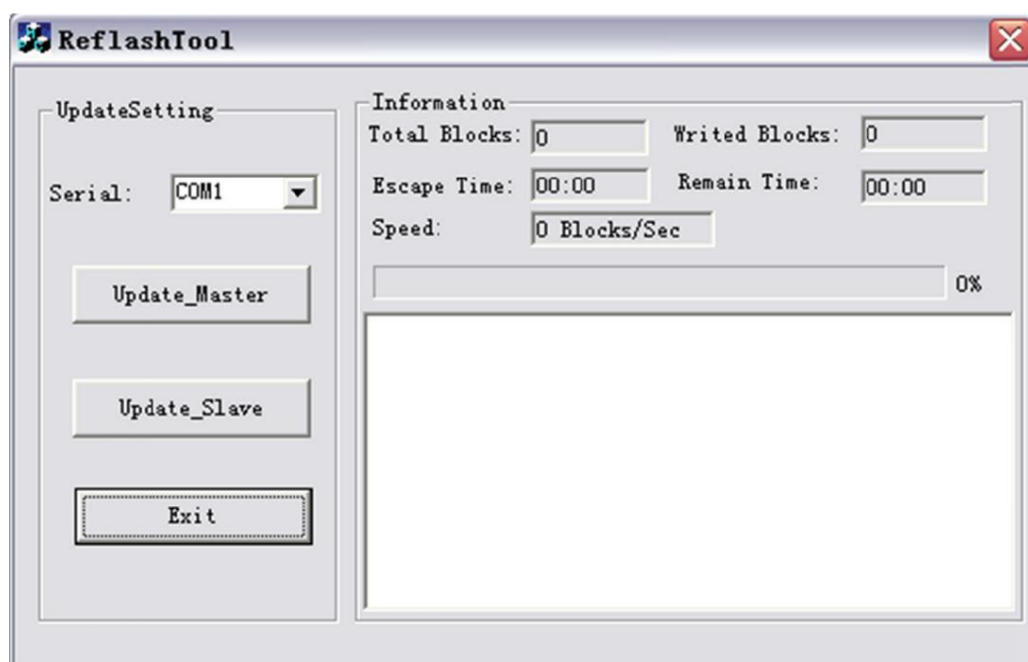 ReflashTool
UpdateSetting
Serial: COM1
Update_Master
Update_Slave
Exit
Information
Total Blocks: 0 Writed Blocks: 0
Escape Time: 00:00 Remain Time: 00:00
Speed: 0 Blocks/Sec
0%